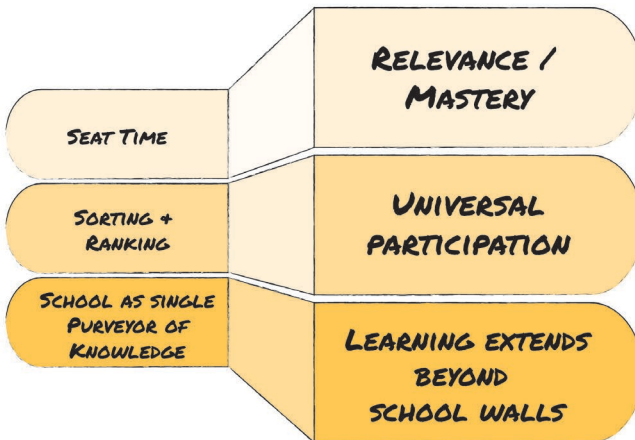 Seat Time
Relevance /
Mastery
Sorting +
Ranking
Universal
participation
School as single
Purveyor of
Knowledge
Learning extends
beyond
school walls